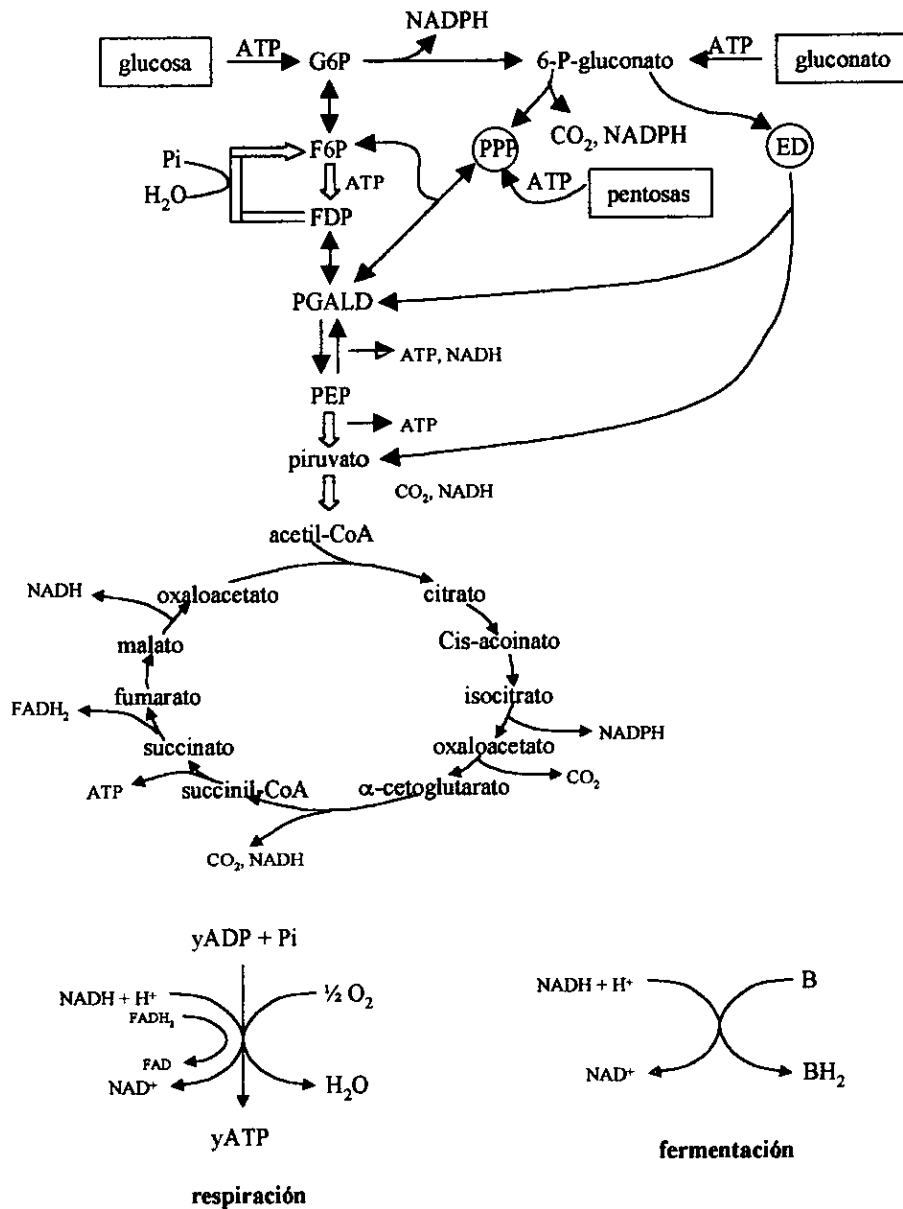 NADPH
glucosa
ATP
G6P
6-P-gluconato
ATP
gluconato
CO₂, NADPH
Pi
H₂O
F6P
ATP
PPP
ED
ATP
pentosas
FDP
PGALD
ATP, NADH
PEP
ATP
piruvato
CO₂, NADH
acetil-CoA
NADH
oxaloacetato
citrato
malato
Cis-acoinato
fumarato
isocitrato
FADH₂
NADPH
succinato
oxaloacetato
CO₂
ATP
succinil-CoA
α-cetoglutarato
CO₂, NADH
yADP + Pi
NADH + H⁺
½ O₂
FADH₂
FAD
NAD⁺
H₂O
yATP
respiración
NADH + H⁺
B
NAD⁺
BH₂
fermentación